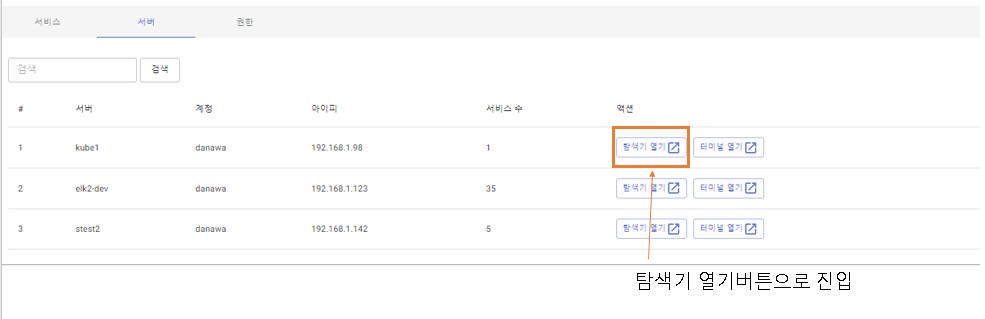 서비스 서버 권한
검색 검색
# 서버 계정 아이피 서비스 수 액션
1 kube1 danawa 192.168.1.98 1 탐색기 열기 터미널 열기
2 elk2-dev danawa 192.168.1.123 35 탐색기 열기 터미널 열기
3 stest2 danawa 192.168.1.142 5 탐색기 열기 터미널 열기
탐색기 열기버튼으로 진입